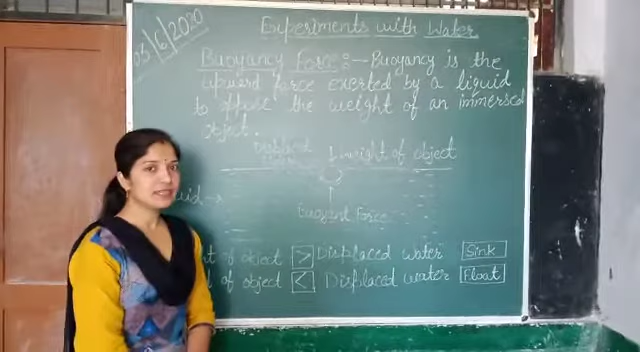 03/6/2020
Experiments with Water
Buoyancy Force:- Buoyancy is the
upward force exerted by a liquid
to oppose the weight of an immersed
object.
Displaced
weight of object
uid →
Buoyant Force
t of object > Displaced water Sink
of object < Displaced water Float